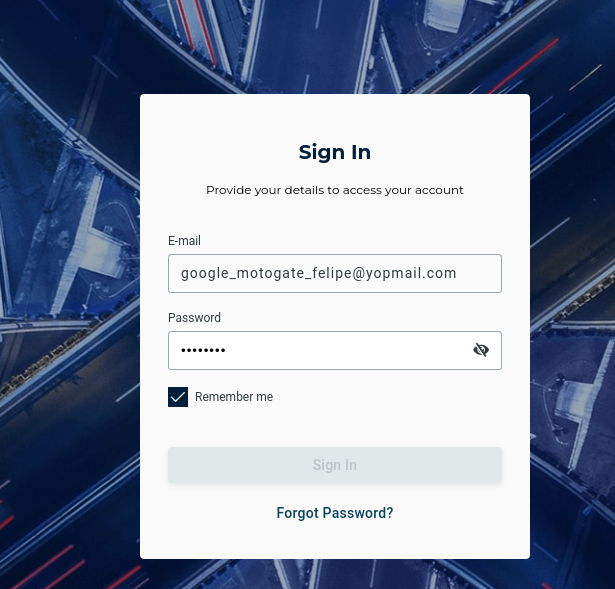 Sign In
Provide your details to access your account
E-mail
google_motogate_felipe@yopmail.com
Password
••••••••
Remember me
Sign In
Forgot Password?